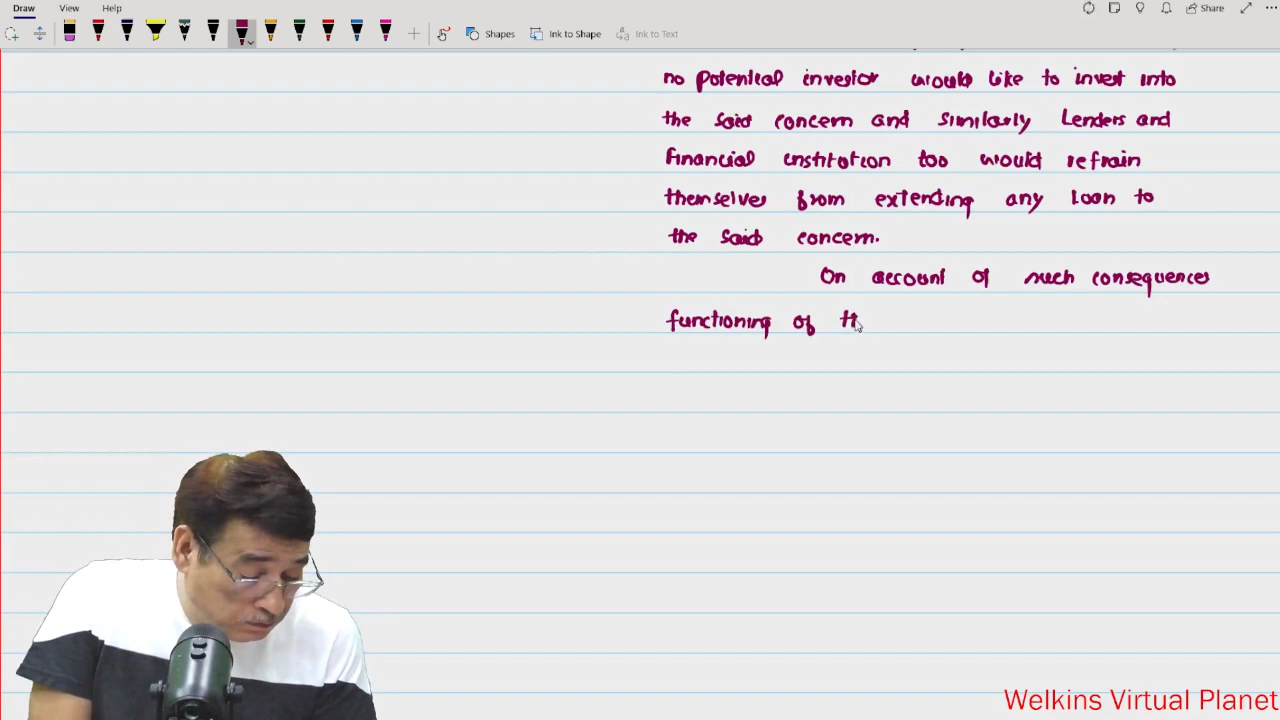 Draw View Help Share
Shapes Ink to Shape Ink to Text
no potential investor would like to invest into
the said concern and similarly Lenders and
Financial institution too would refrain
themselves from extending any loan to
the said concern.
On account of such consequences
functioning of th
Welkins Virtual Planet